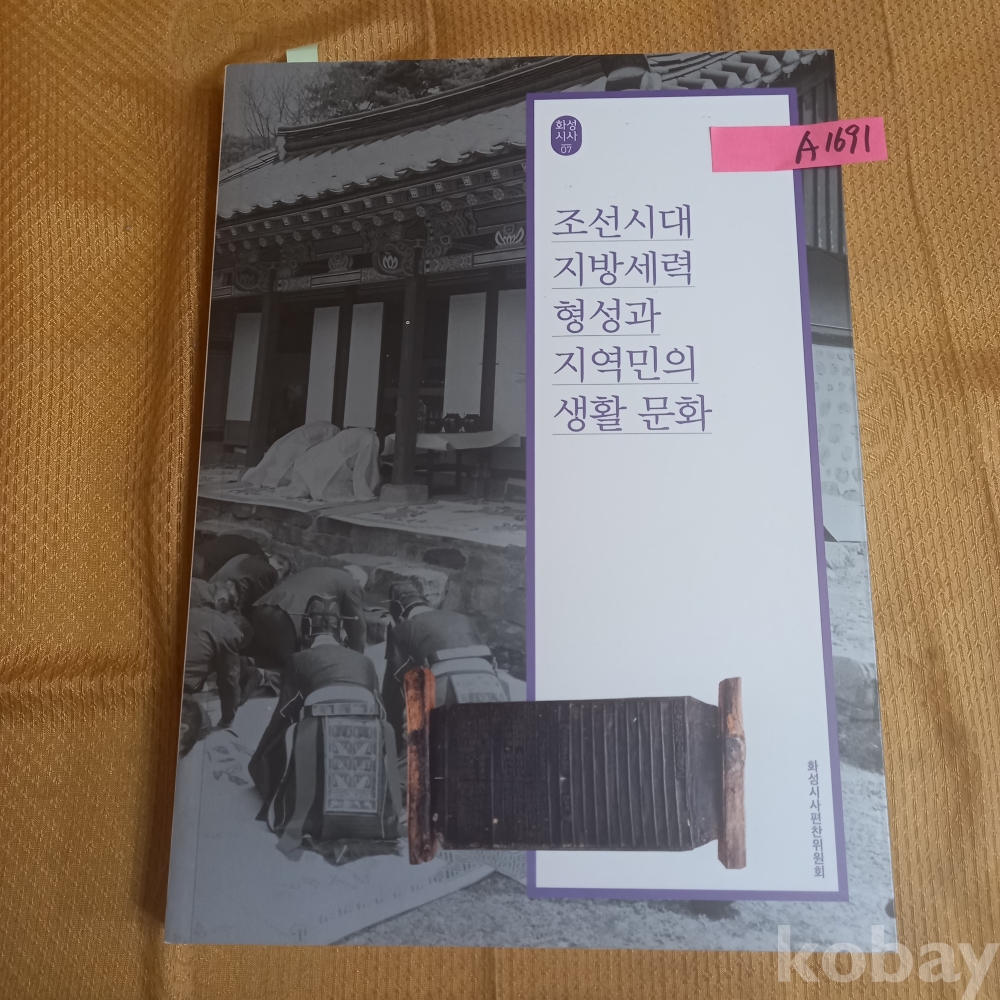 화성
시사
07
A1691
조선시대
지방세력
형성과
지역민의
생활 문화
화성시사편찬위원회
kobay